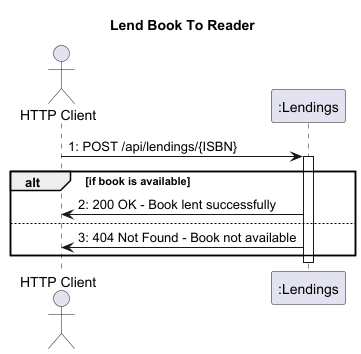 Lend Book To Reader
HTTP Client
:Lendings
1: POST /api/lendings/{ISBN}
alt
[if book is available]
2: 200 OK - Book lent successfully
3: 404 Not Found - Book not available
HTTP Client
:Lendings